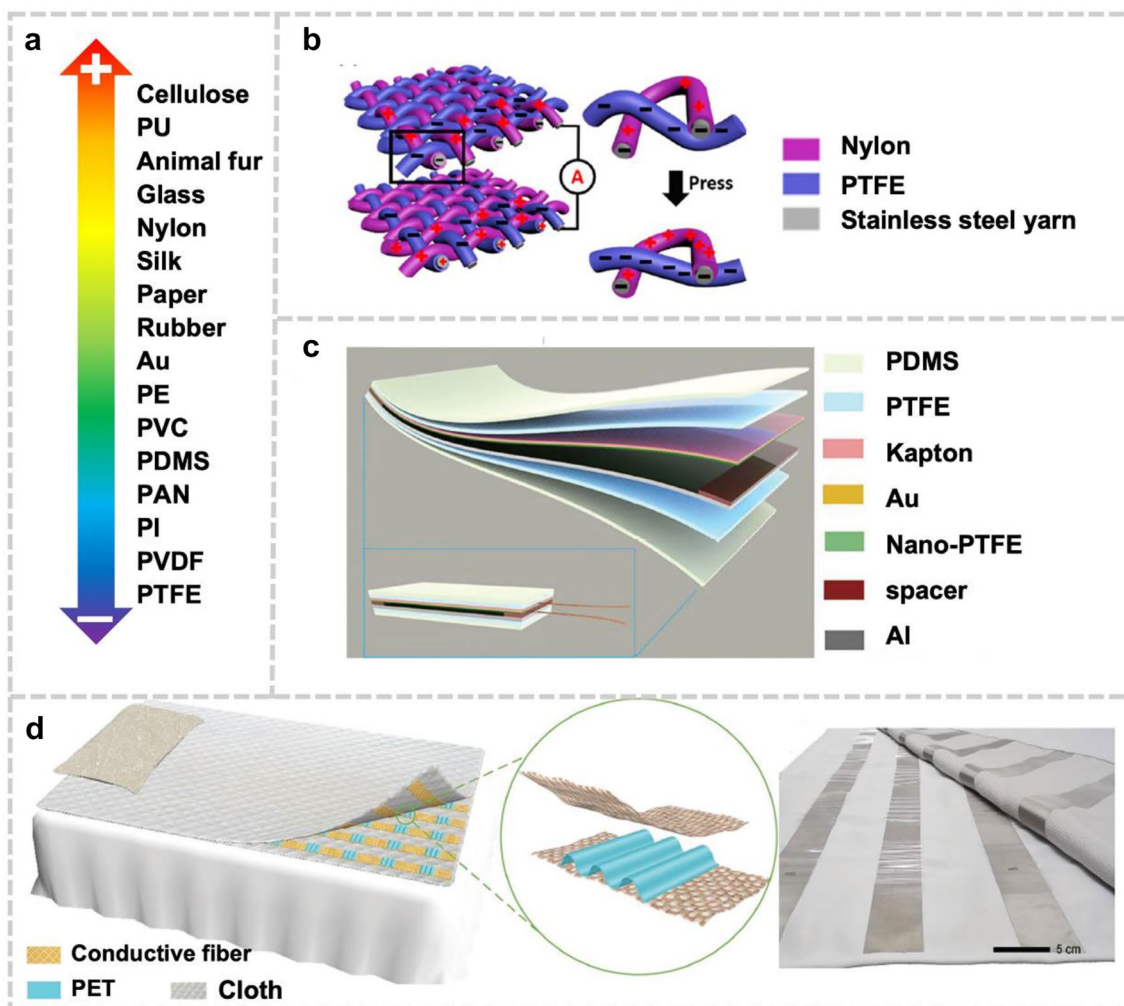 a
+
Cellulose
PU
Animal fur
Glass
Nylon
Silk
Paper
Rubber
Au
PE
PVC
PDMS
PAN
PI
PVDF
PTFE
−
b
A
Press
Nylon
PTFE
Stainless steel yarn
c
PDMS
PTFE
Kapton
Au
Nano-PTFE
spacer
Al
d
Conductive fiber
PET
Cloth
5 cm